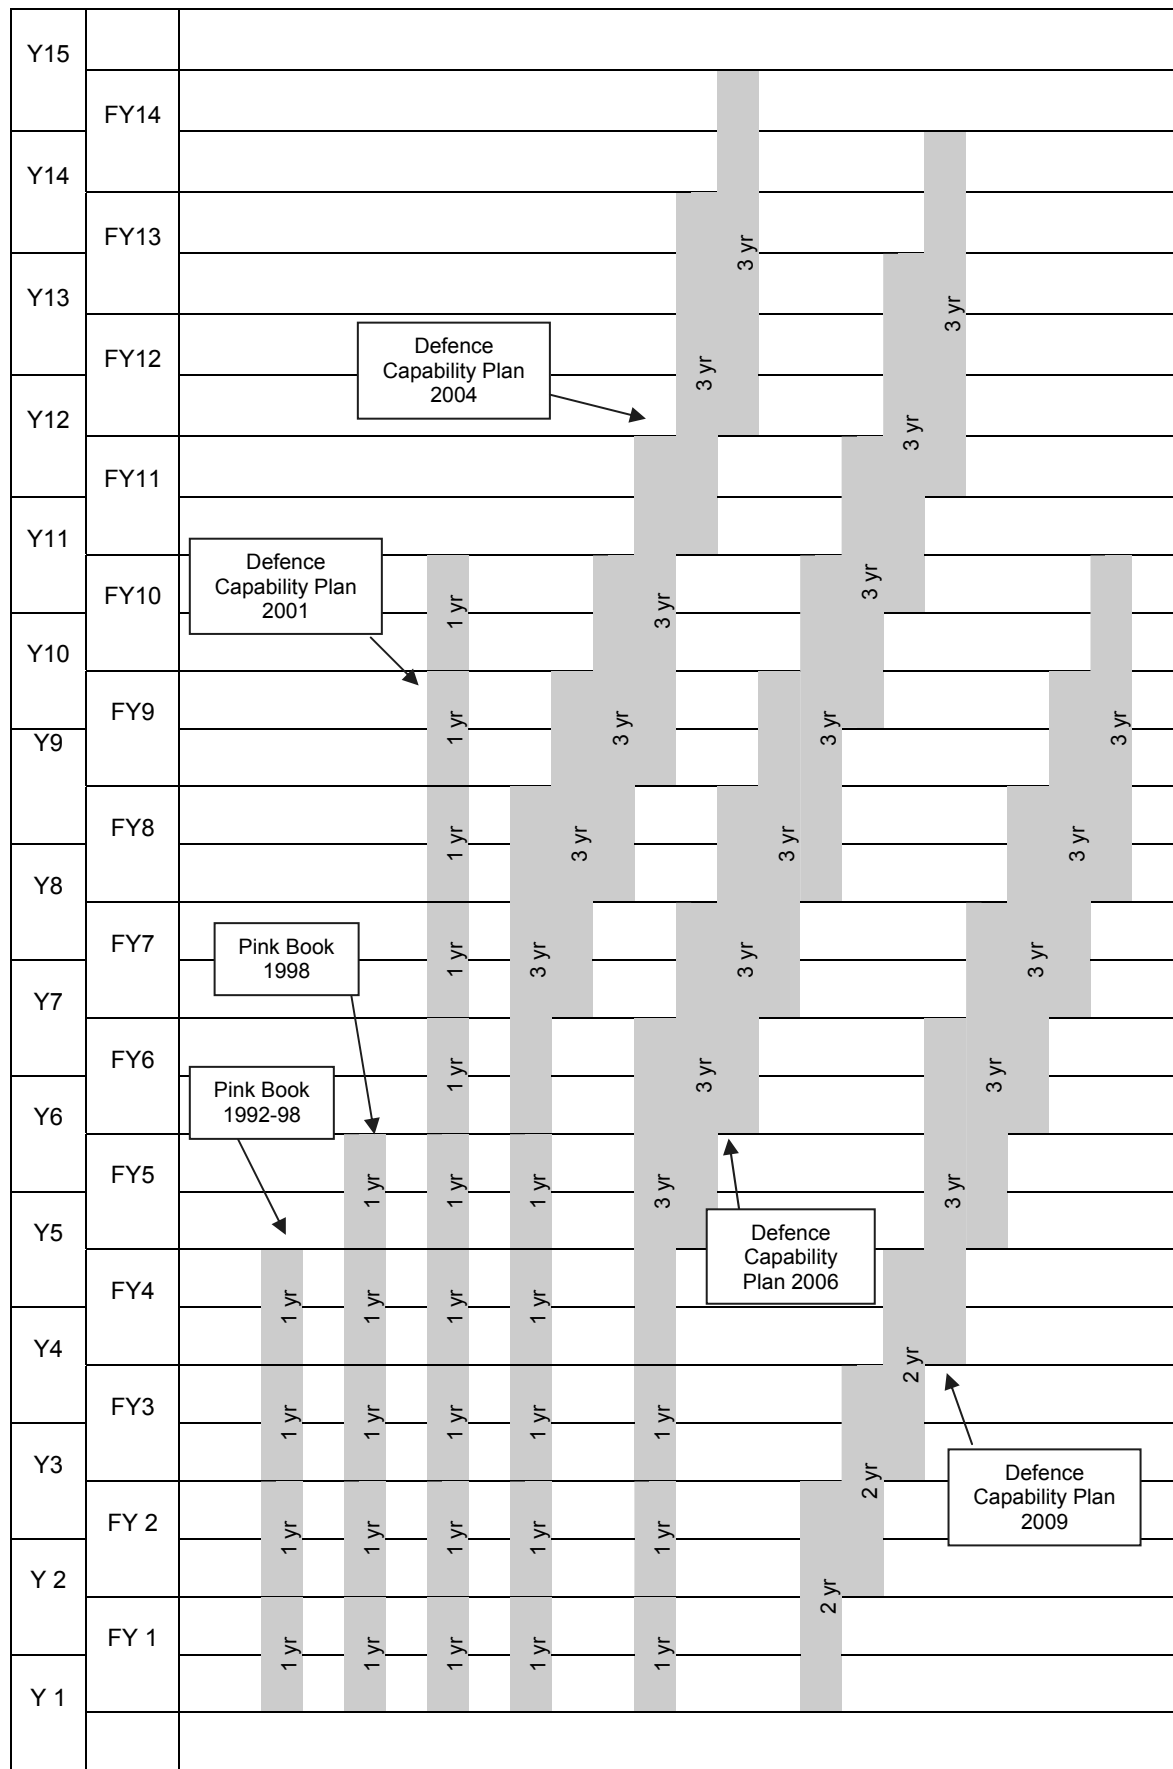 Y15
FY14
Y14
FY13
3 yr
Y13
3 yr
Defence
Capability Plan
2004
FY12
3 yr
Y12
3 yr
FY11
Y11
Defence
Capability Plan
2001
FY10
1 yr
3 yr
3 yr
Y10
FY9
1 yr
3 yr
3 yr
3 yr
Y9
FY8
1 yr
3 yr
3 yr
3 yr
Y8
Pink Book
1998
FY7
1 yr
3 yr
3 yr
3 yr
Y7
FY6
1 yr
3 yr
3 yr
Pink Book
1992-98
Y6
FY5
1 yr
1 yr
1 yr
3 yr
3 yr
Y5
Defence
Capability
Plan 2006
FY4
1 yr
1 yr
1 yr
1 yr
Y4
2 yr
FY3
1 yr
1 yr
1 yr
1 yr
1 yr
Y3
2 yr
Defence
Capability Plan
2009
FY 2
1 yr
1 yr
1 yr
1 yr
1 yr
Y 2
2 yr
FY 1
1 yr
1 yr
1 yr
1 yr
1 yr
Y 1